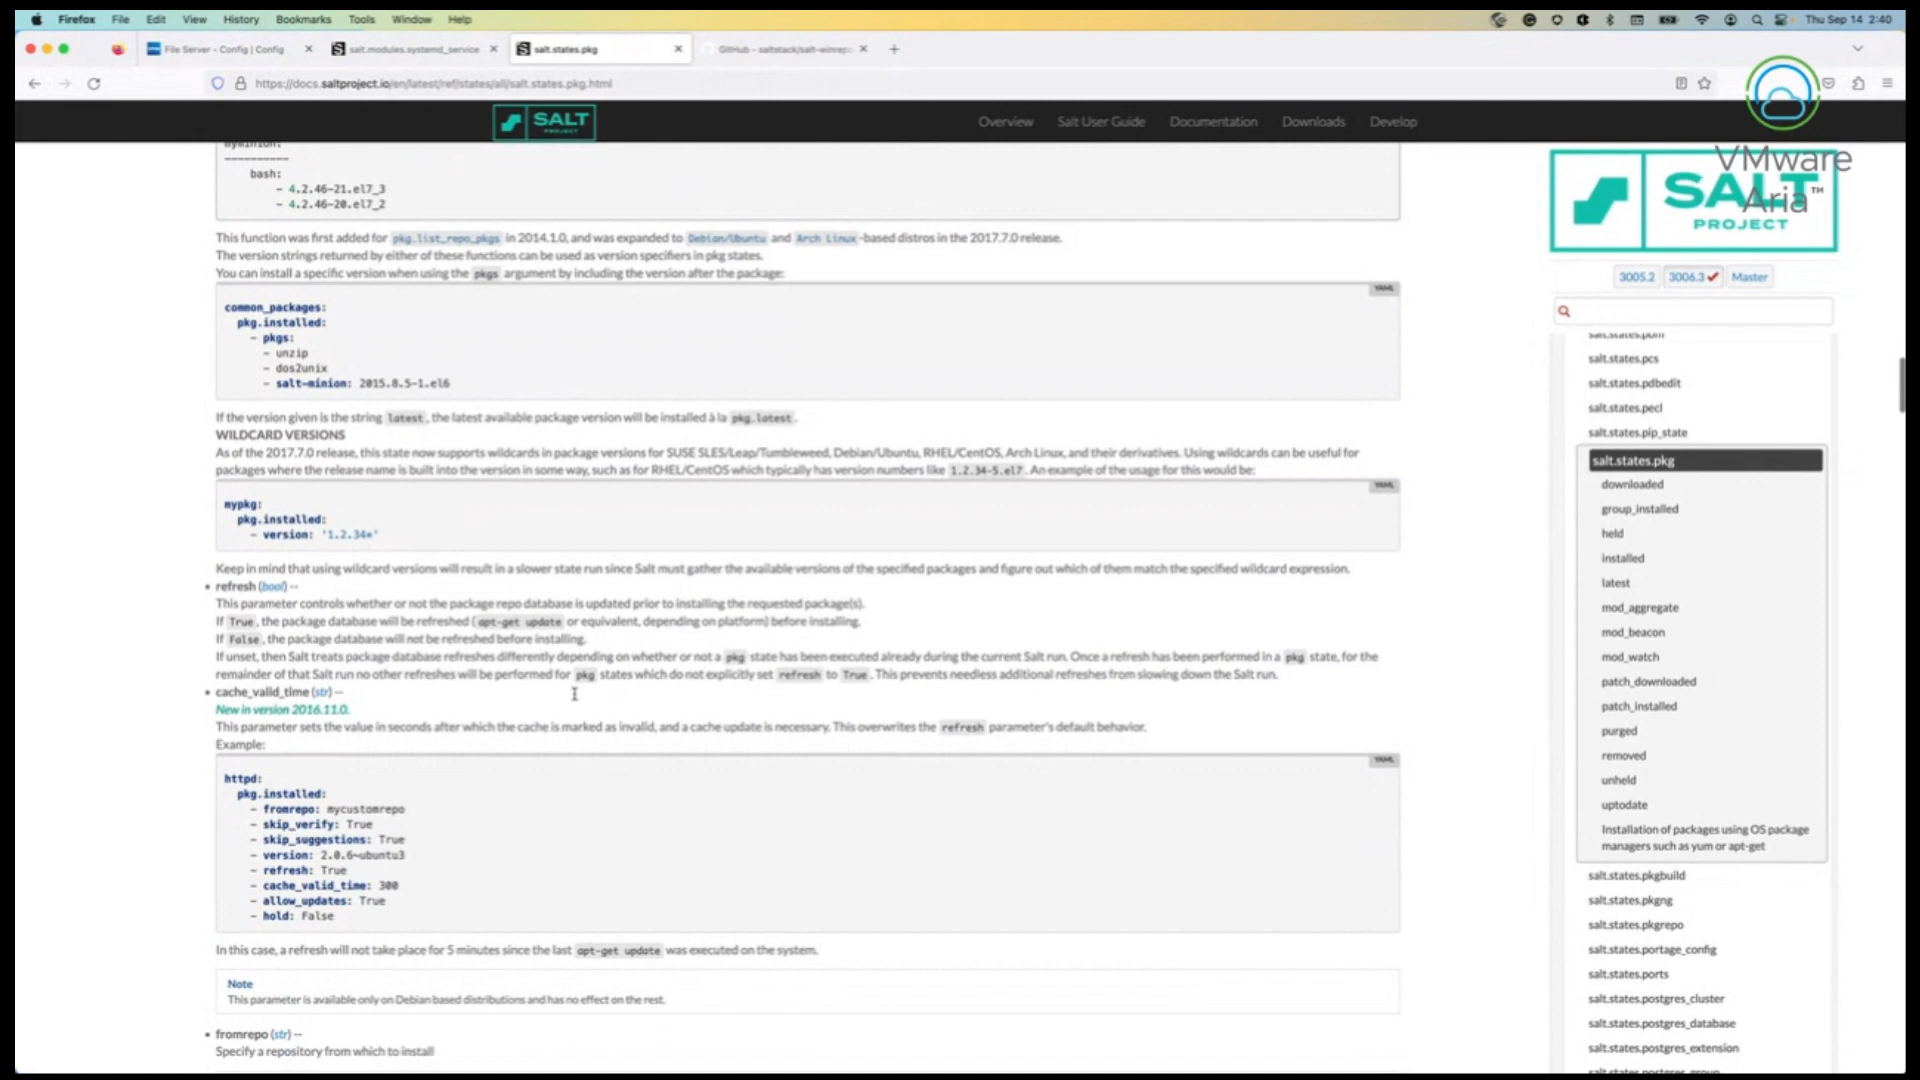 Firefox File Edit View History Bookmarks Tools Window Help Thu Sep 14 2:40
File Server - Config | Config salt.modules.systemd_service salt.states.pkg GitHub - saltstack/salt-winrepo
https://docs.saltproject.io/en/latest/ref/states/all/salt.states.pkg.html
SALT PROJECT Overview Salt User Guide Documentation Downloads Develop
VMware
Aria™
SALT
PROJECT
3005.2 3006.3 Master
myminion:
----------
bash:
- 4.2.46-21.el7_3
- 4.2.46-20.el7_2
This function was first added for pkg.list_repo_pkgs in 2014.1.0, and was expanded to Debian/Ubuntu and Arch Linux-based distros in the 2017.7.0 release.
The version strings returned by either of these functions can be used as version specifiers in pkg states.
You can install a specific version when using the pkgs argument by including the version after the package:
YAML
common_packages:
pkg.installed:
- pkgs:
- unzip
- dos2unix
- salt-minion: 2015.8.5-1.el6
If the version given is the string latest, the latest available package version will be installed à la pkg.latest.
WILDCARD VERSIONS
As of the 2017.7.0 release, this state now supports wildcards in package versions for SUSE SLES/Leap/Tumbleweed, Debian/Ubuntu, RHEL/CentOS, Arch Linux, and their derivatives. Using wildcards can be useful for
packages where the release name is built into the version in some way, such as for RHEL/CentOS which typically has version numbers like 1.2.34-5.el7. An example of the usage for this would be:
YAML
mypkg:
pkg.installed:
- version: '1.2.34*'
Keep in mind that using wildcard versions will result in a slower state run since Salt must gather the available versions of the specified packages and figure out which of them match the specified wildcard expression.
• refresh (bool) --
This parameter controls whether or not the package repo database is updated prior to installing the requested package(s).
If True, the package database will be refreshed (apt-get update or equivalent, depending on platform) before installing.
If False, the package database will not be refreshed before installing.
If unset, then Salt treats package database refreshes differently depending on whether or not a pkg state has been executed already during the current Salt run. Once a refresh has been performed in a pkg state, for the
remainder of that Salt run no other refreshes will be performed for pkg states which do not explicitly set refresh to True. This prevents needless additional refreshes from slowing down the Salt run.
• cache_valid_time (str) --
New in version 2016.11.0.
This parameter sets the value in seconds after which the cache is marked as invalid, and a cache update is necessary. This overwrites the refresh parameter's default behavior.
Example:
YAML
httpd:
pkg.installed:
- fromrepo: mycustomrepo
- skip_verify: True
- skip_suggestions: True
- version: 2.0.6~ubuntu3
- refresh: True
- cache_valid_time: 300
- allow_updates: True
- hold: False
In this case, a refresh will not take place for 5 minutes since the last apt-get update was executed on the system.
Note
This parameter is available only on Debian based distributions and has no effect on the rest.
• fromrepo (str) --
Specify a repository from which to install
salt.states.pcs
salt.states.pdbedit
salt.states.pecl
salt.states.pip_state
salt.states.pkg
downloaded
group_installed
held
installed
latest
mod_aggregate
mod_beacon
mod_watch
patch_downloaded
patch_installed
purged
removed
unheld
uptodate
Installation of packages using OS package
managers such as yum or apt-get
salt.states.pkgbuild
salt.states.pkgng
salt.states.pkgrepo
salt.states.portage_config
salt.states.ports
salt.states.postgres_cluster
salt.states.postgres_database
salt.states.postgres_extension
salt.states.postgres_group